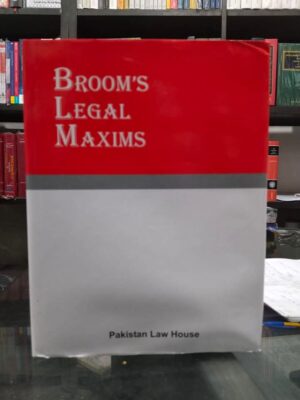 BROOM'S
LEGAL
MAXIMS
Pakistan Law House